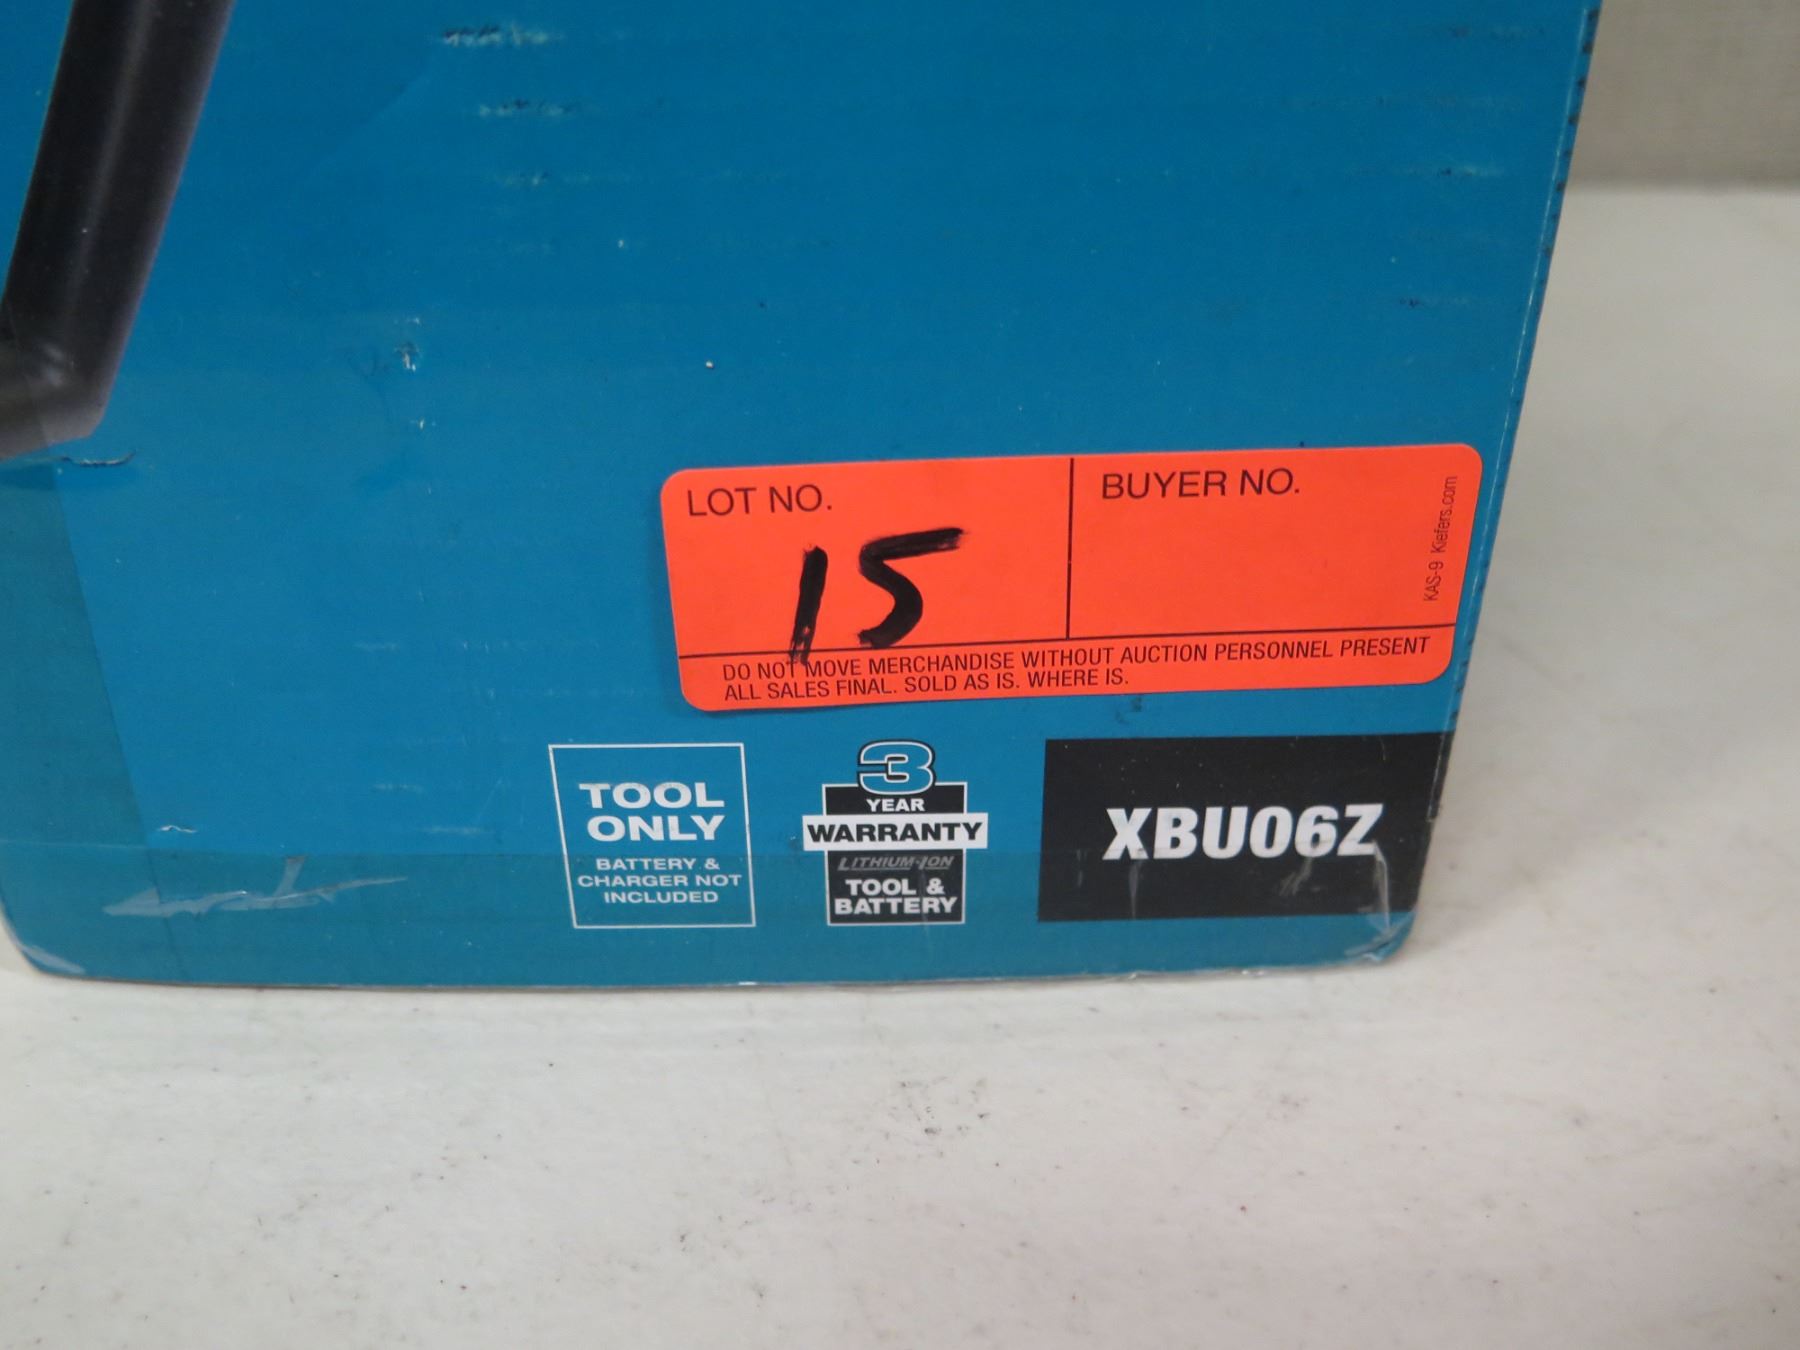 LOT NO.
15
BUYER NO.
KAS-9 Kiefers.com
DO NOT MOVE MERCHANDISE WITHOUT AUCTION PERSONNEL PRESENT
ALL SALES FINAL. SOLD AS IS. WHERE IS.
TOOL
ONLY
BATTERY &
CHARGER NOT
INCLUDED
3
YEAR
WARRANTY
LITHIUM-ION
TOOL &
BATTERY
XBU06Z